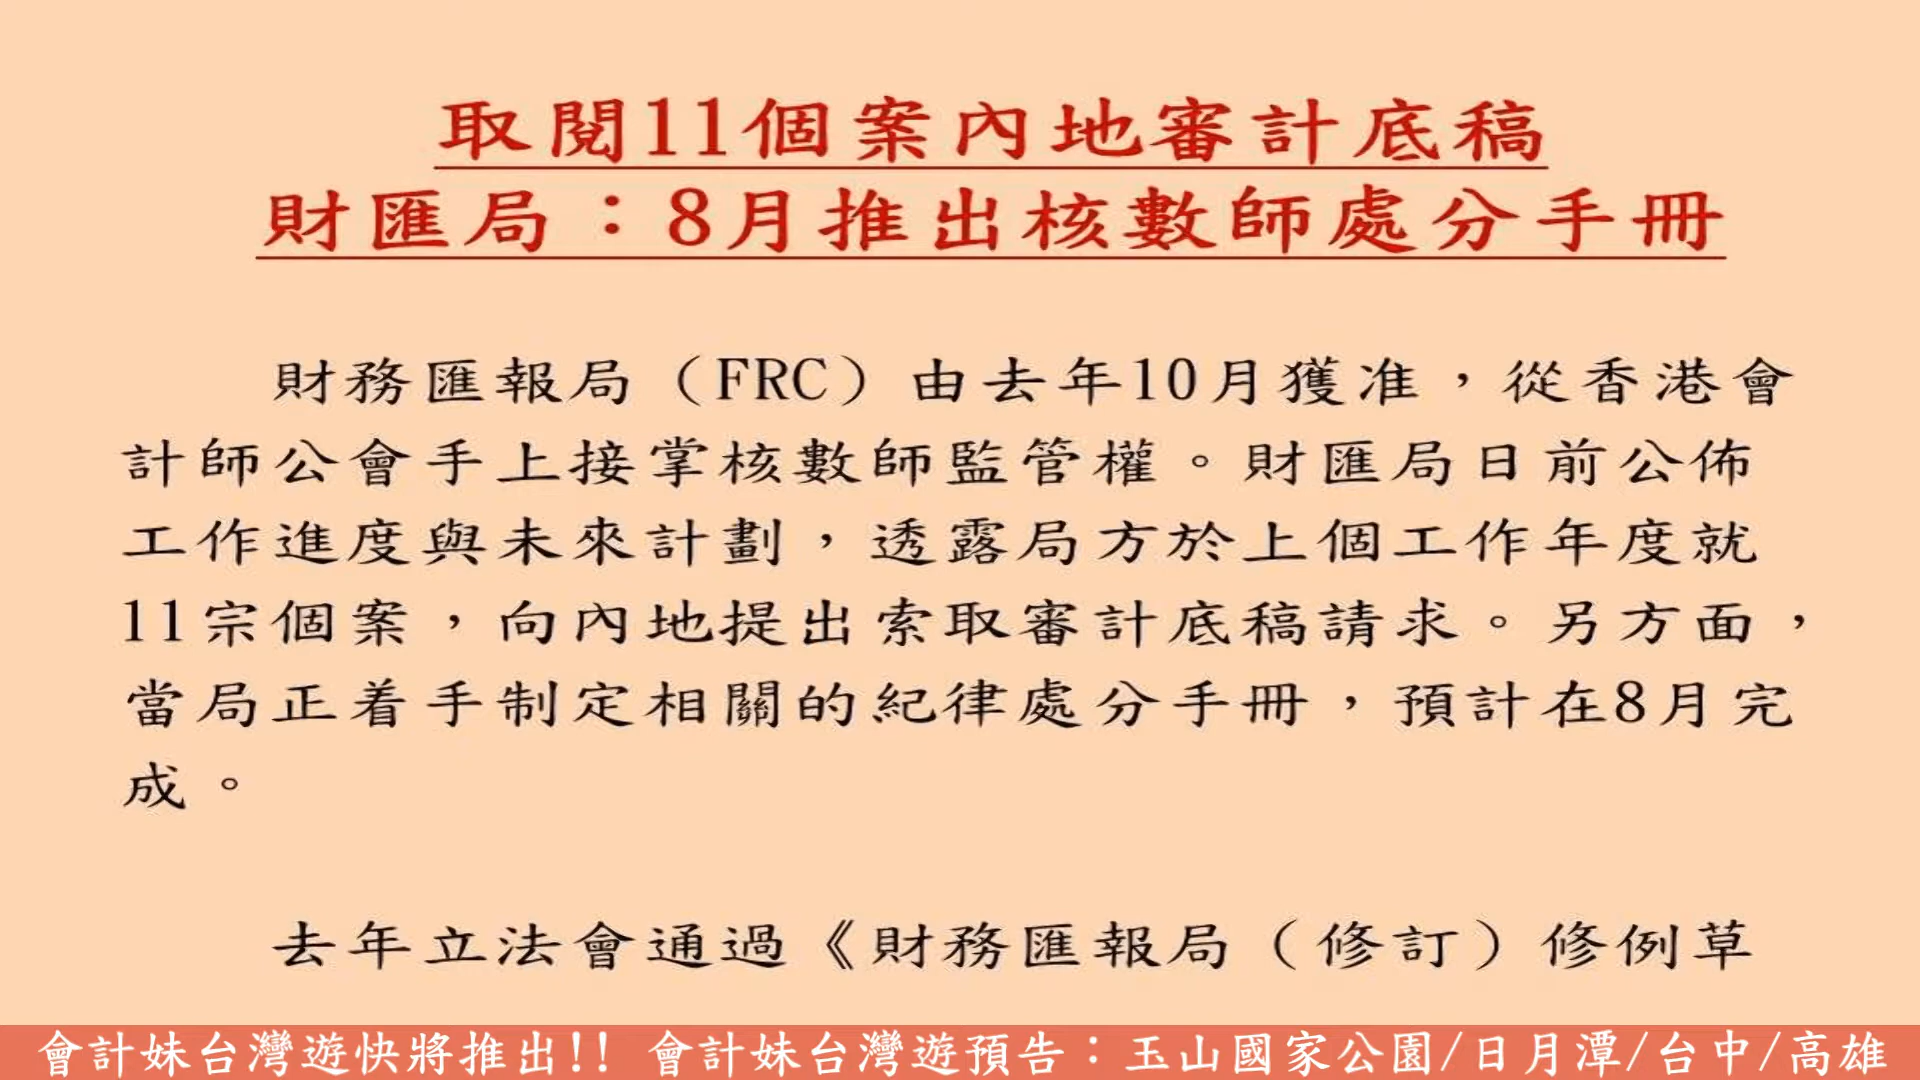 取閱11個案內地審計底稿
財匯局：8月推出核數師處分手冊
財務匯報局（FRC）由去年10月獲准，從香港會
計師公會手上接掌核數師監管權。財匯局日前公佈
工作進度與未來計劃，透露局方於上個工作年度就
11宗個案，向內地提出索取審計底稿請求。另方面，
當局正着手制定相關的紀律處分手冊，預計在8月完
成。
去年立法會通過《財務匯報局（修訂）修例草
會計妹台灣遊快將推出!! 會計妹台灣遊預告：玉山國家公園/日月潭/台中/高雄